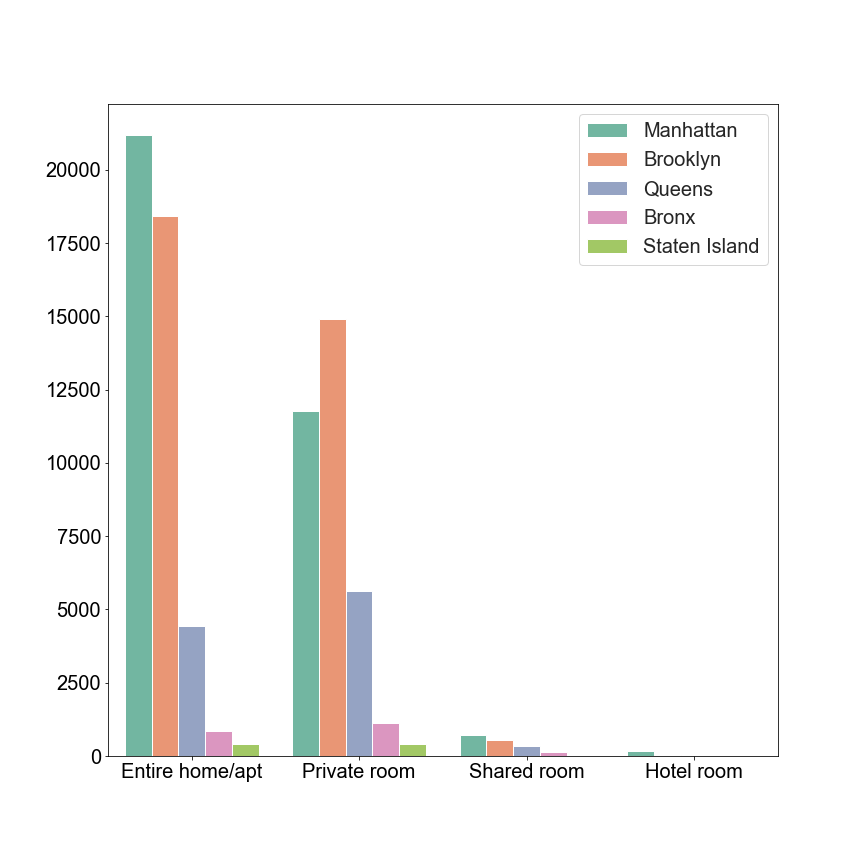 Manhattan
Brooklyn
Queens
Bronx
Staten Island
20000
17500
15000
12500
10000
7500
5000
2500
0
Entire home/apt Private room Shared room Hotel room